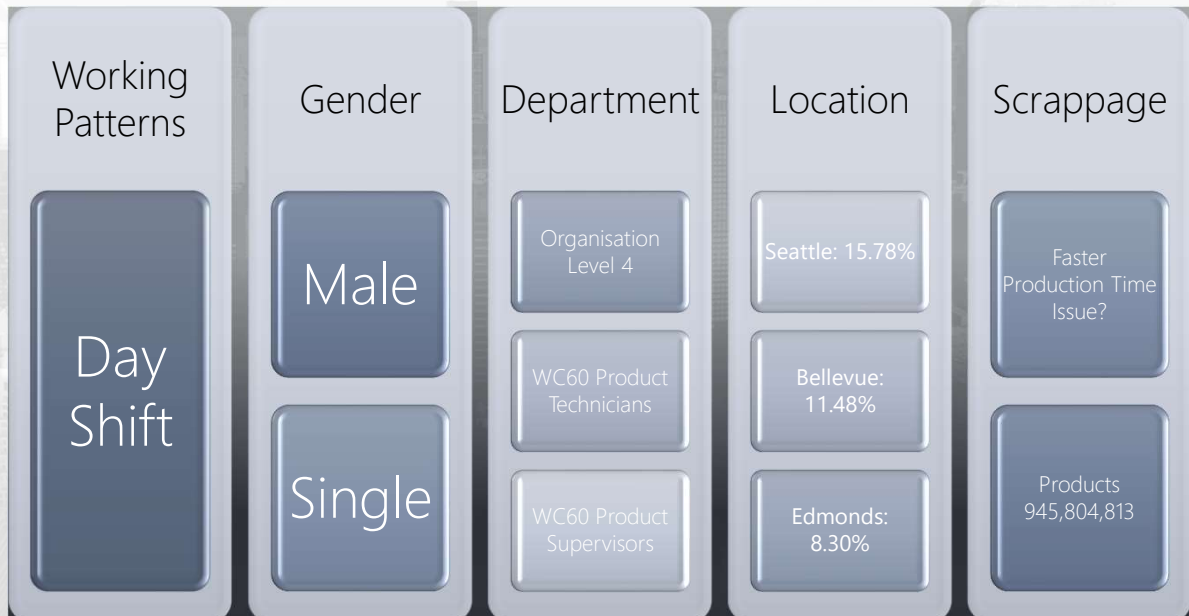 Working
Patterns
Day
Shift
Gender
Male
Single
Department
Organisation
Level 4
WC60 Product
Technicians
WC60 Product
Supervisors
Location
Seattle: 15.78%
Bellevue:
11.48%
Edmonds:
8.30%
Scrappage
Faster
Production Time
Issue?
Products
945,804,813